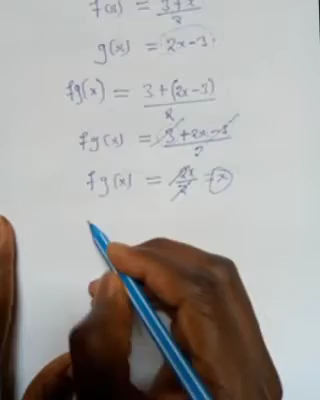 f(x) = 3+x/2
g(x) = 2x-3
fg(x) = 3+(2x-3)/2
fg(x) = 3+2x-3/2
fg(x) = 2x/2 = x